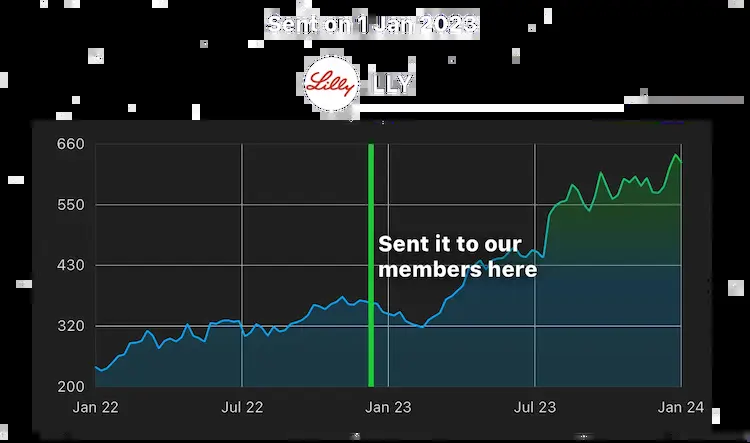 Sent on 1 Jan 2023
Lilly LLY
660
550
Sent it to our
430
members here
320
200
Jan 22 Jul 22 Jan 23 Jul 23 Jan 24